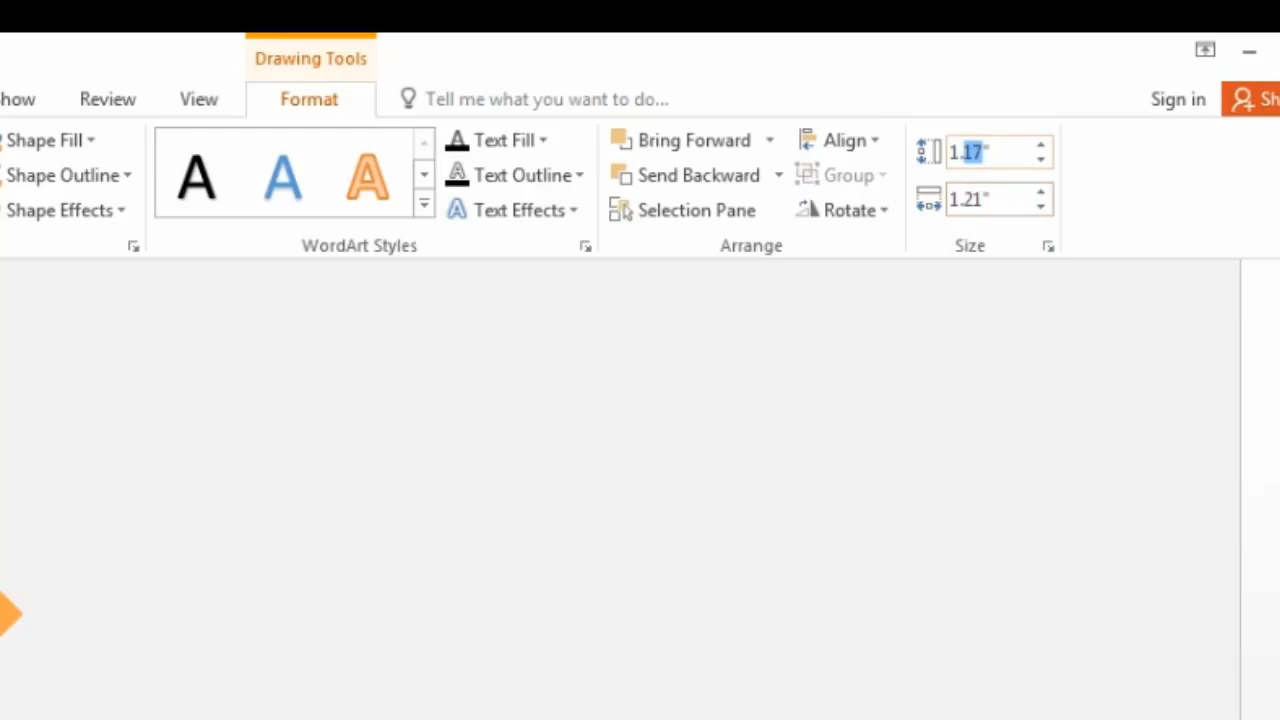 Drawing Tools
how Review View Format Tell me what you want to do... Sign in Sh
Shape Fill A A A Text Fill Bring Forward Align 1.17"
Shape Outline Text Outline Send Backward Group 1.21"
Shape Effects Text Effects Selection Pane Rotate
WordArt Styles Arrange Size